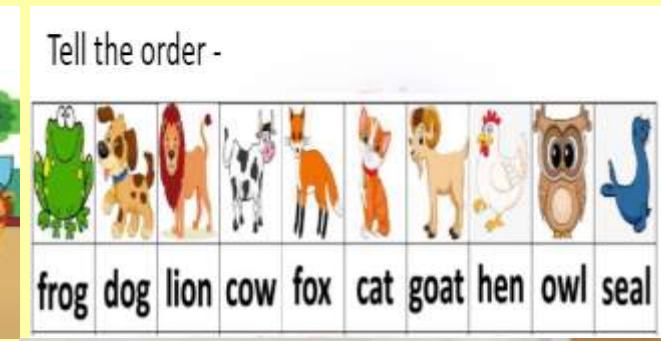 Tell the order -
frog dog lion cow fox cat goat hen owl seal